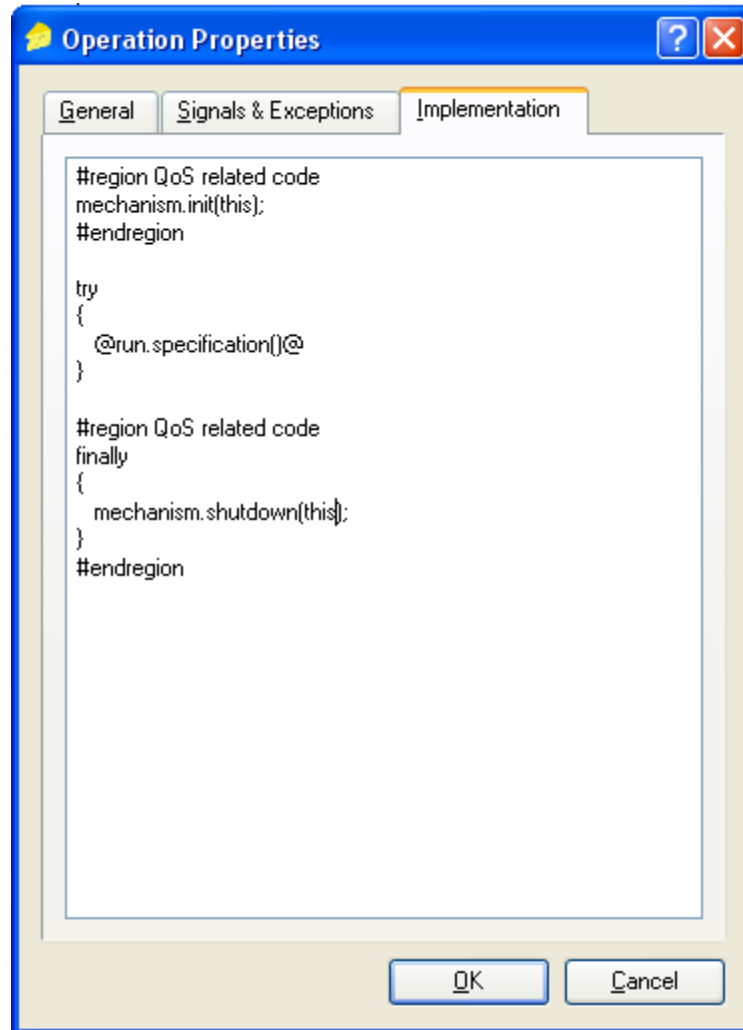 Operation Properties
General Signals & Exceptions Implementation
#region QoS related code
mechanism.init(this);
#endregion
try
{
@run.specification()@
}
#region QoS related code
finally
{
mechanism.shutdown(this);
}
#endregion
OK Cancel